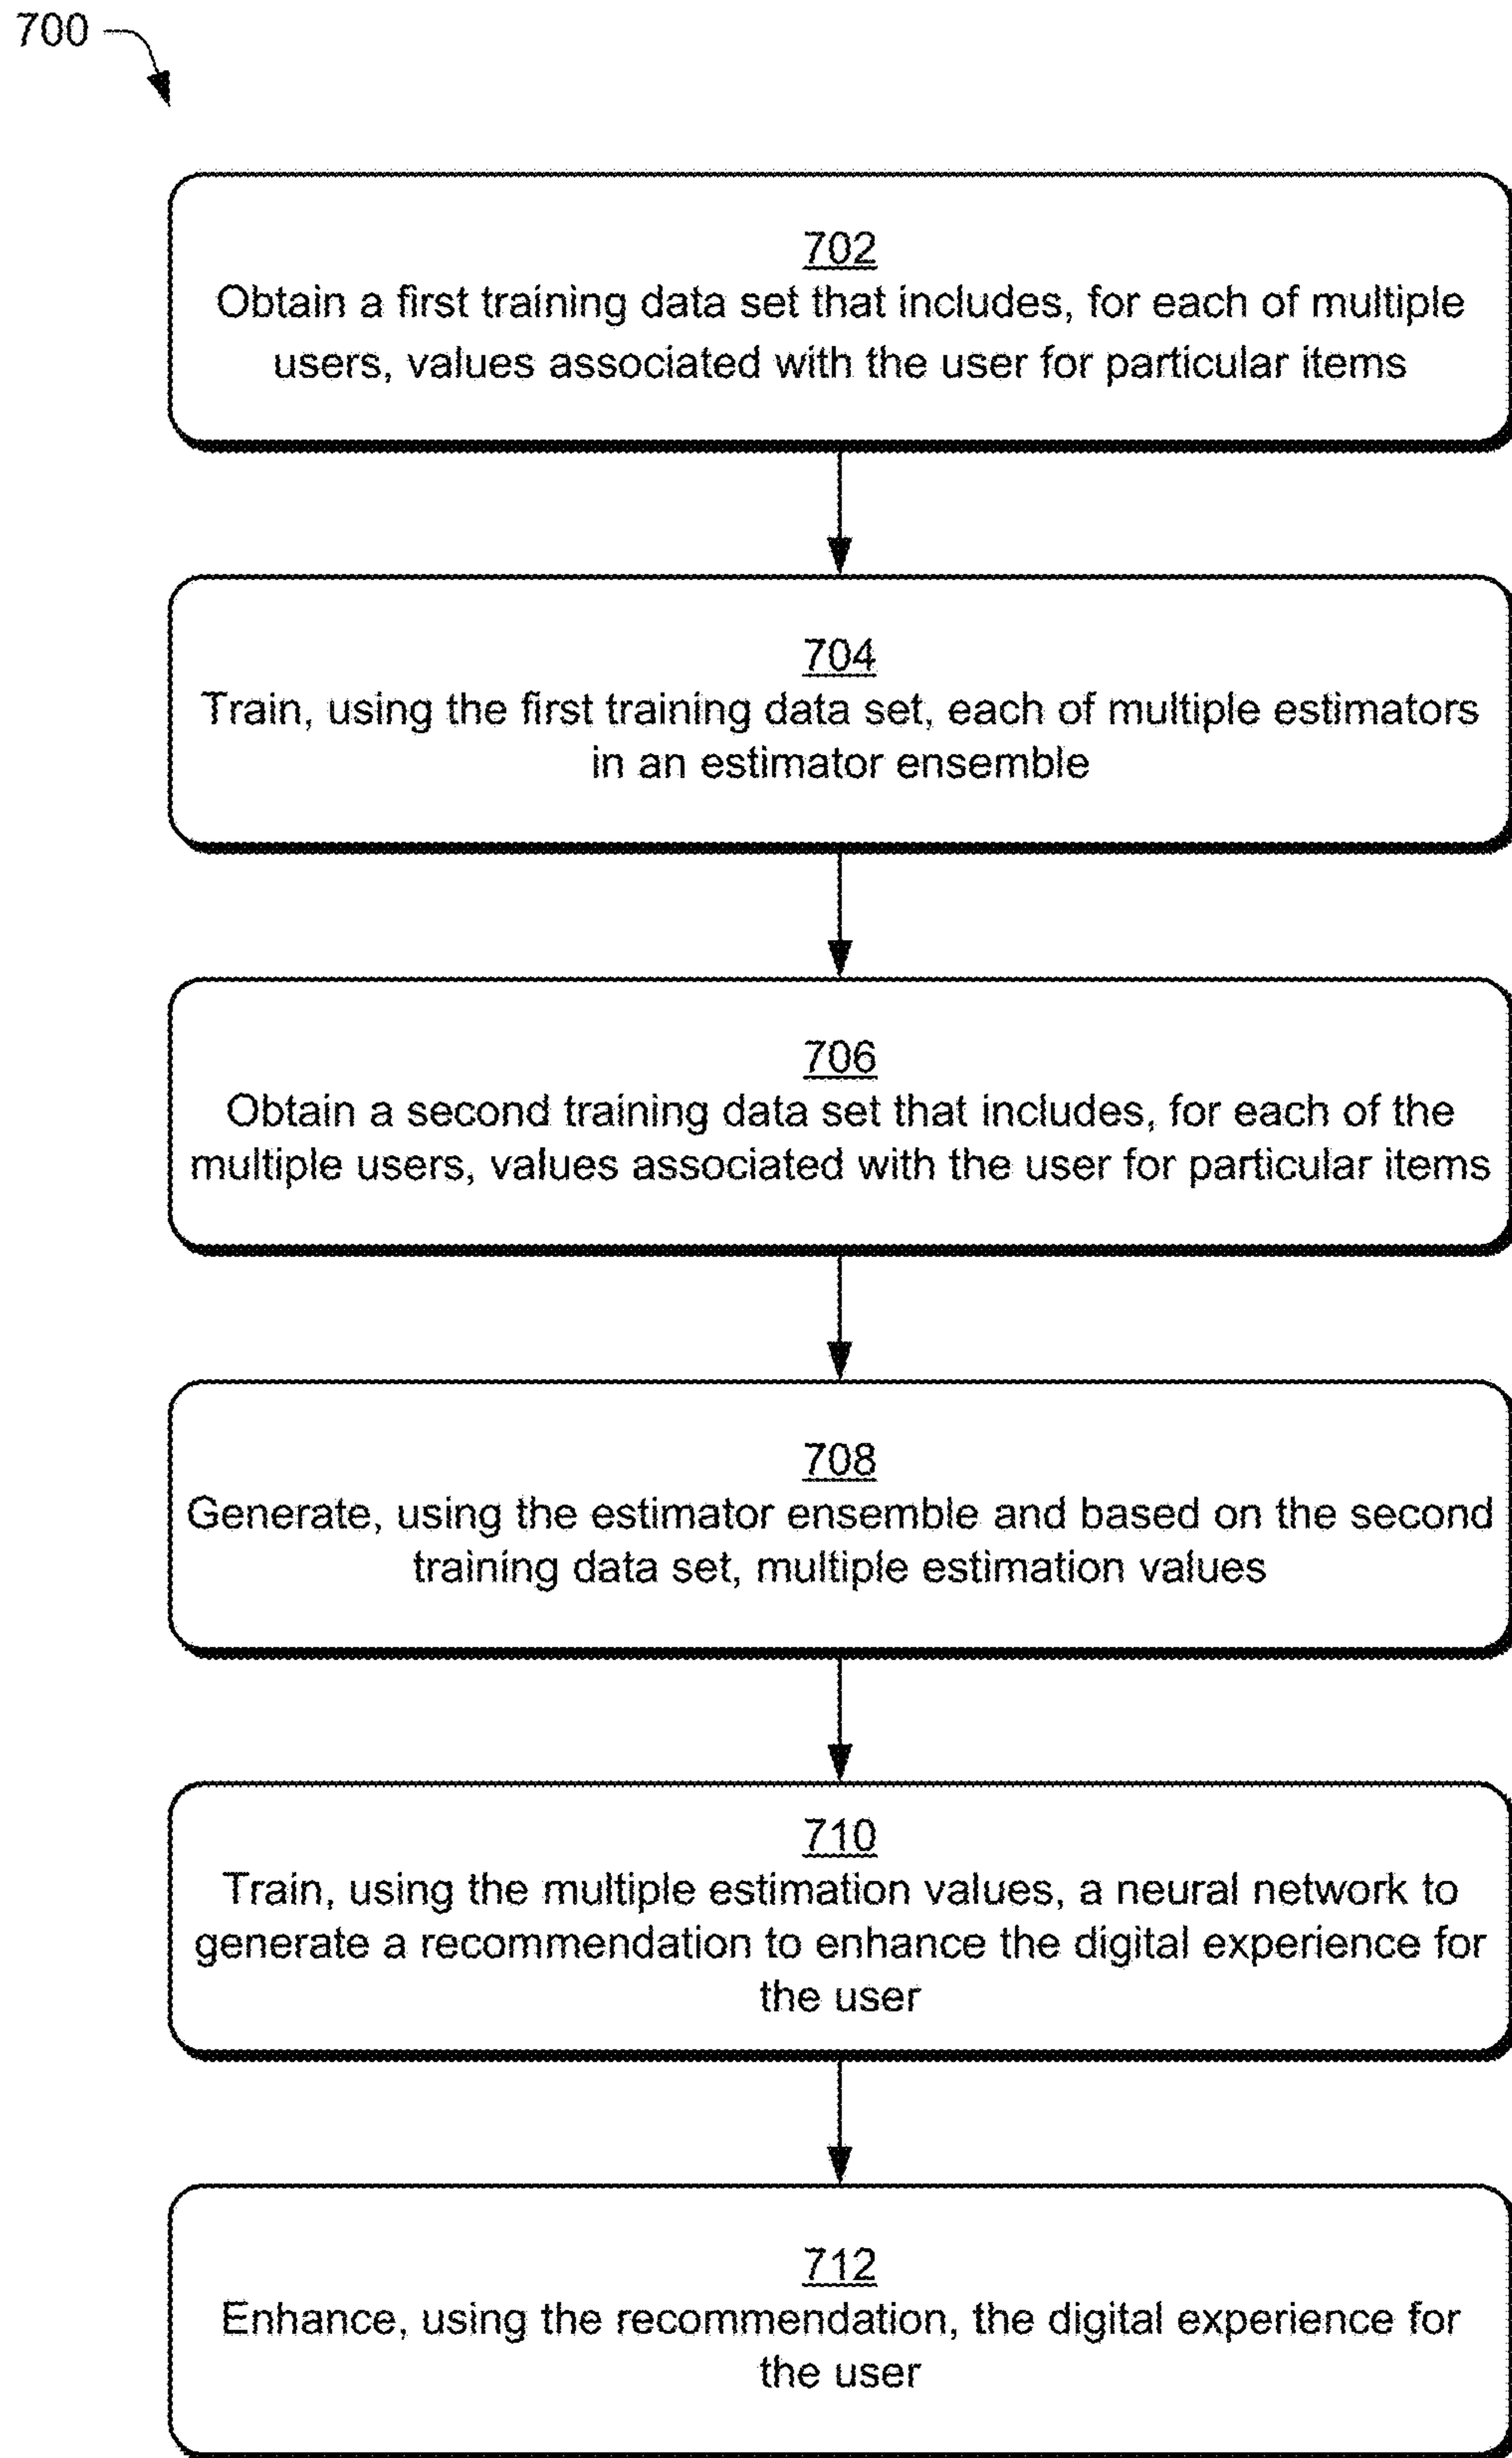 700
702
Obtain a first training data set that includes, for each of multiple
users, values associated with the user for particular items
704
Train, using the first training data set, each of multiple estimators
in an estimator ensemble
706
Obtain a second training data set that includes, for each of the
multiple users, values associated with the user for particular items
708
Generate, using the estimator ensemble and based on the second
training data set, multiple estimation values
710
Train, using the multiple estimation values, a neural network to
generate a recommendation to enhance the digital experience for
the user
712
Enhance, using the recommendation, the digital experience for
the user